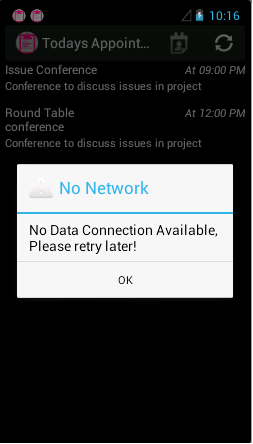 10:16
Todays Appoint...
Issue Conference At 09:00 PM
Conference to discuss issues in project
Round Table At 12:00 PM
conference
Conference to discuss issues in project
No Network
No Data Connection Available,
Please retry later!
OK